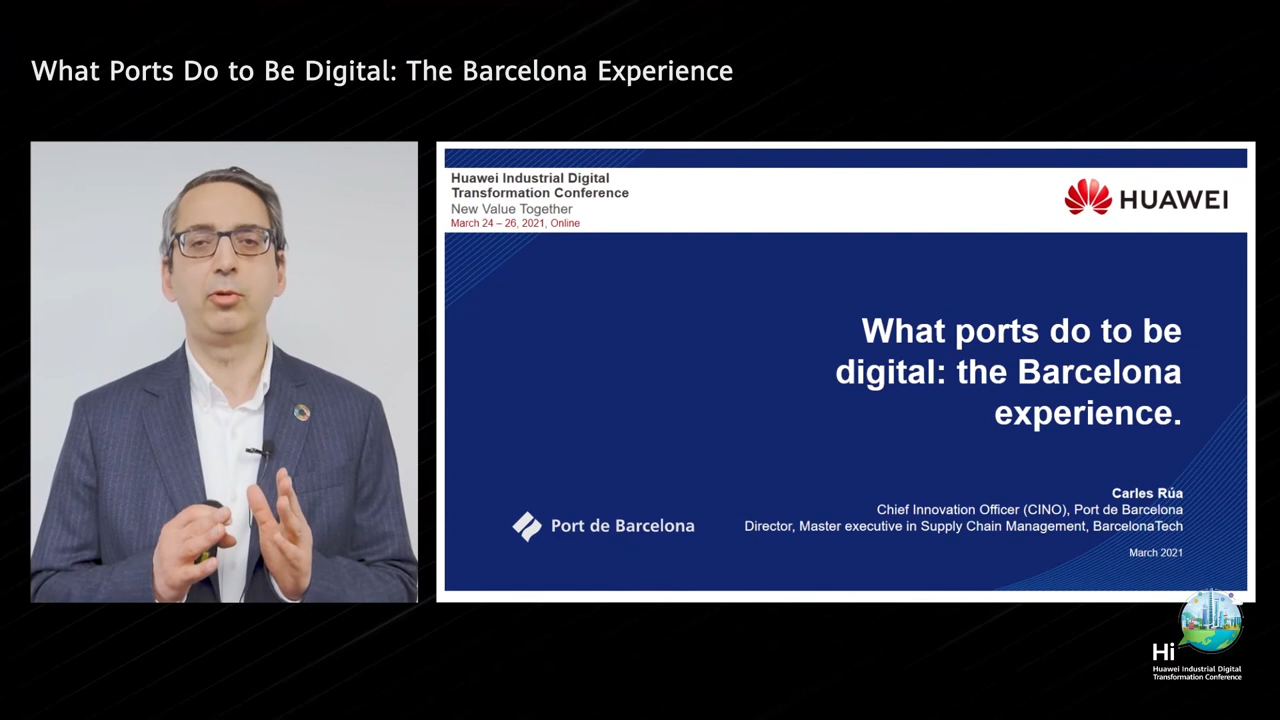 What Ports Do to Be Digital: The Barcelona Experience
Huawei Industrial Digital
Transformation Conference
New Value Together
March 24 – 26, 2021, Online
HUAWEI
What ports do to be
digital: the Barcelona
experience.
Carles Rúa
Chief Innovation Officer (CINO), Port de Barcelona
Director, Master executive in Supply Chain Management, BarcelonaTech
March 2021
Port de Barcelona
Hi
Huawei Industrial Digital
Transformation Conference